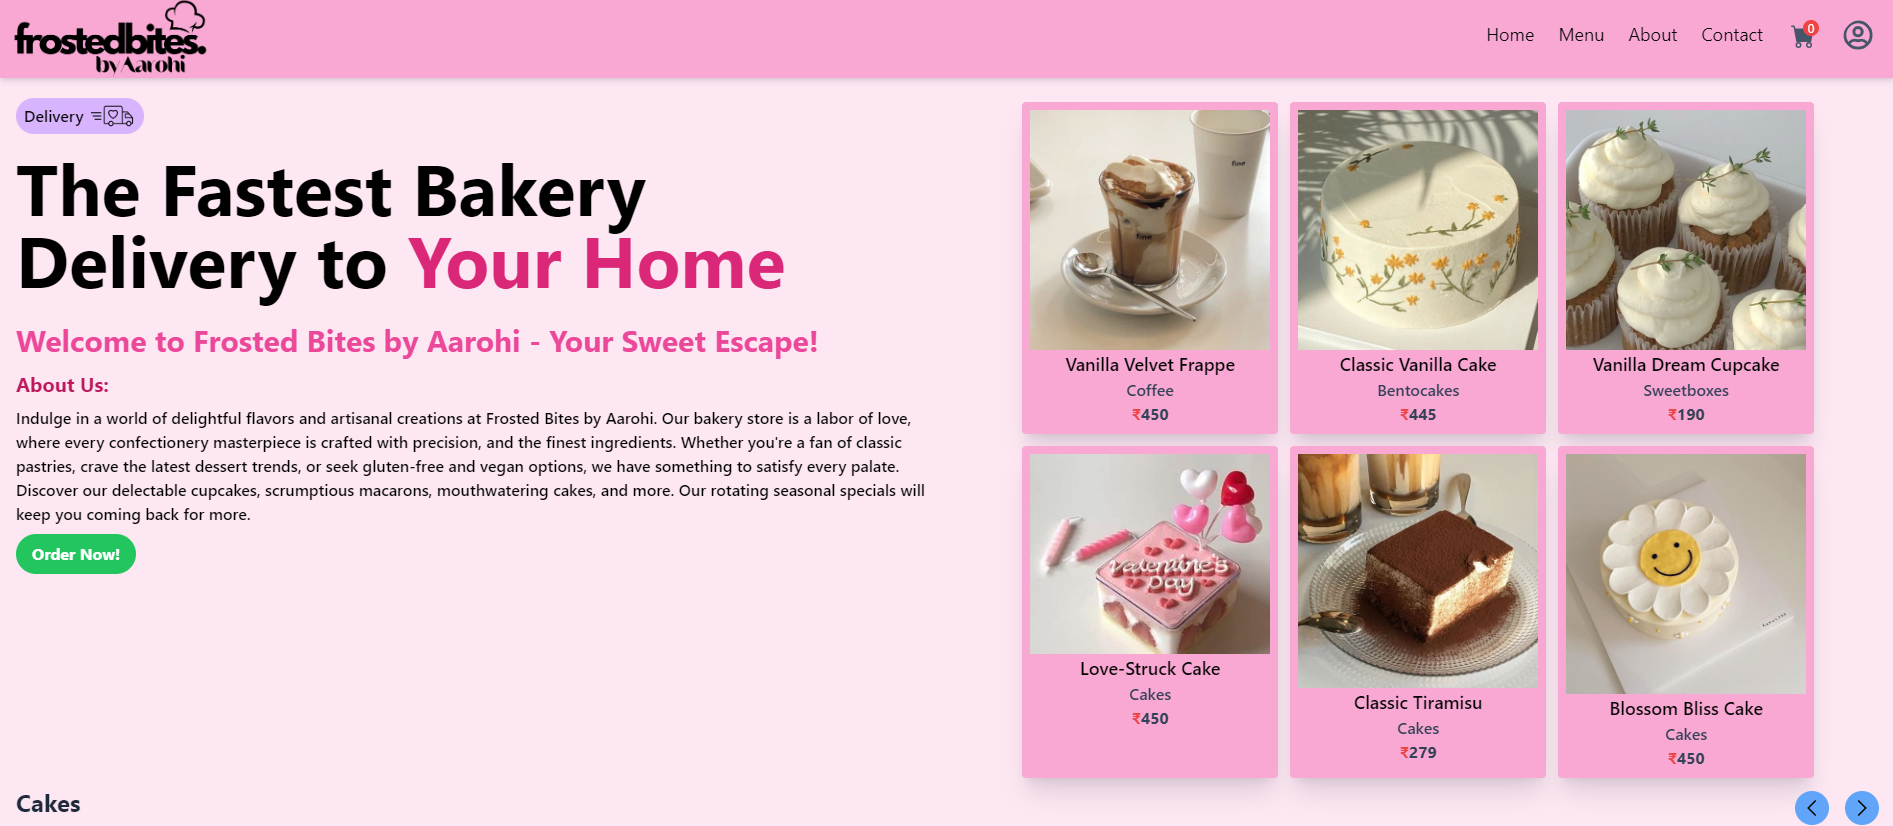 frostedbites.
by Aarohi
Home Menu About Contact 0
Delivery
The Fastest Bakery
Delivery to Your Home
Welcome to Frosted Bites by Aarohi - Your Sweet Escape!
About Us:
Indulge in a world of delightful flavors and artisanal creations at Frosted Bites by Aarohi. Our bakery store is a labor of love,
where every confectionery masterpiece is crafted with precision, and the finest ingredients. Whether you're a fan of classic
pastries, crave the latest dessert trends, or seek gluten-free and vegan options, we have something to satisfy every palate.
Discover our delectable cupcakes, scrumptious macarons, mouthwatering cakes, and more. Our rotating seasonal specials will
keep you coming back for more.
Order Now!
fine
fine
Vanilla Velvet Frappe
Coffee
₹450
Classic Vanilla Cake
Bentocakes
₹445
Vanilla Dream Cupcake
Sweetboxes
₹190
Valentine's
Day
Love-Struck Cake
Cakes
₹450
Classic Tiramisu
Cakes
₹279
Blossom Bliss Cake
Cakes
₹450
Cakes